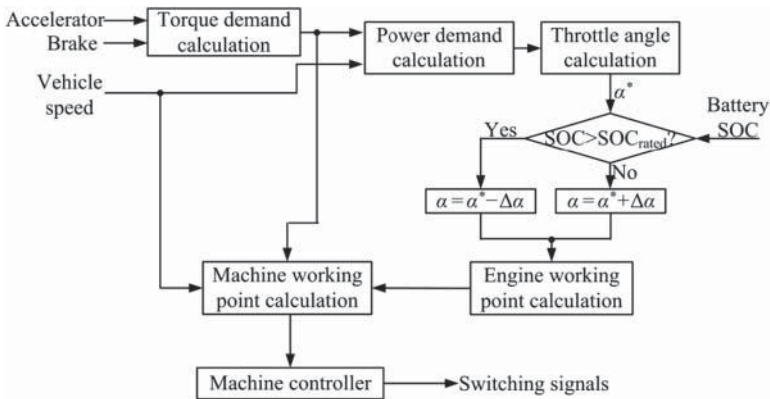 Accelerator
Brake
Torque demand
calculation
Power demand
calculation
Throttle angle
calculation
Vehicle
speed
α*
Battery
SOC
Yes
SOC>SOCrated?
No
α = α*−Δα
α = α*+Δα
Machine working
point calculation
Engine working
point calculation
Machine controller
Switching signals